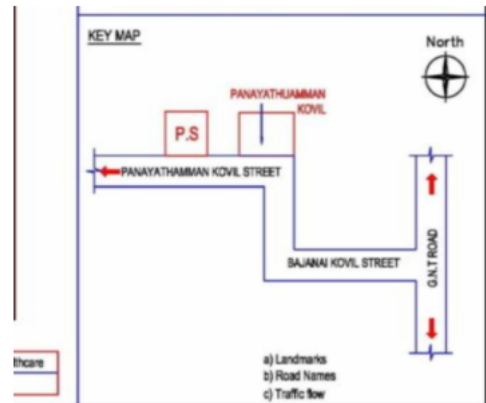 KEY MAP
North
PANAYATHUAMMAN
KOVIL
P.S
PANAYATHAMMAN KOVIL STREET
BAJANAI KOVIL STREET
G.N.T ROAD
thcare
a) Landmarks
b) Road Names
c) Traffic flow